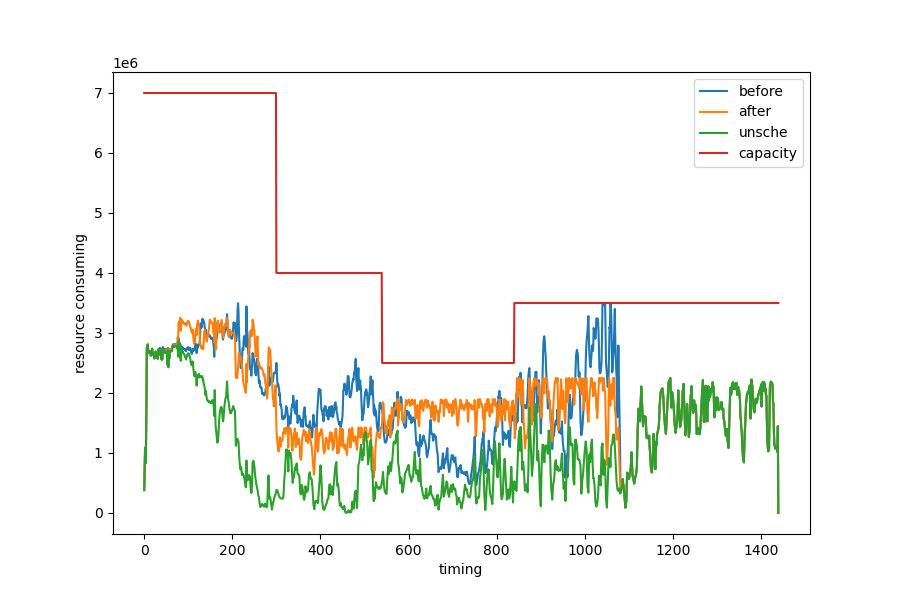 1e6
7
6
5
4
3
2
1
0
resource consuming
0 200 400 600 800 1000 1200 1400
timing
before
after
unsche
capacity